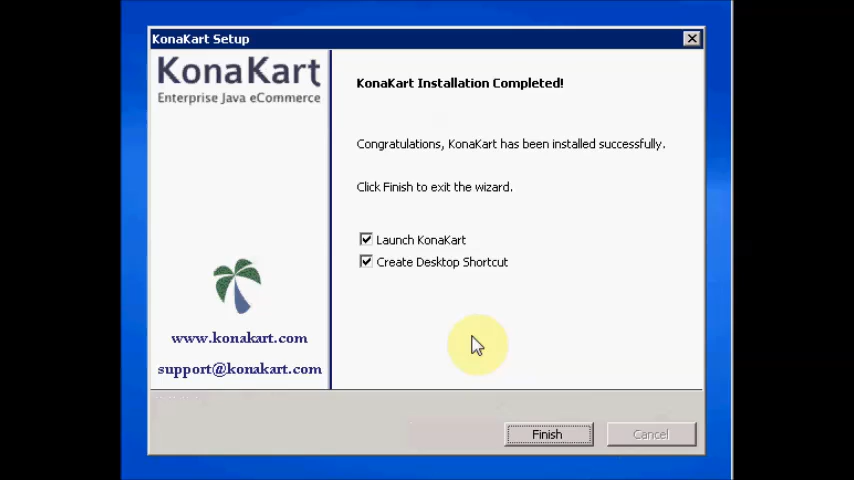 KonaKart Setup
KonaKart
Enterprise Java eCommerce
KonaKart Installation Completed!
Congratulations, KonaKart has been installed successfully.
Click Finish to exit the wizard.
Launch KonaKart
Create Desktop Shortcut
www.konakart.com
support@konakart.com
Finish
Cancel